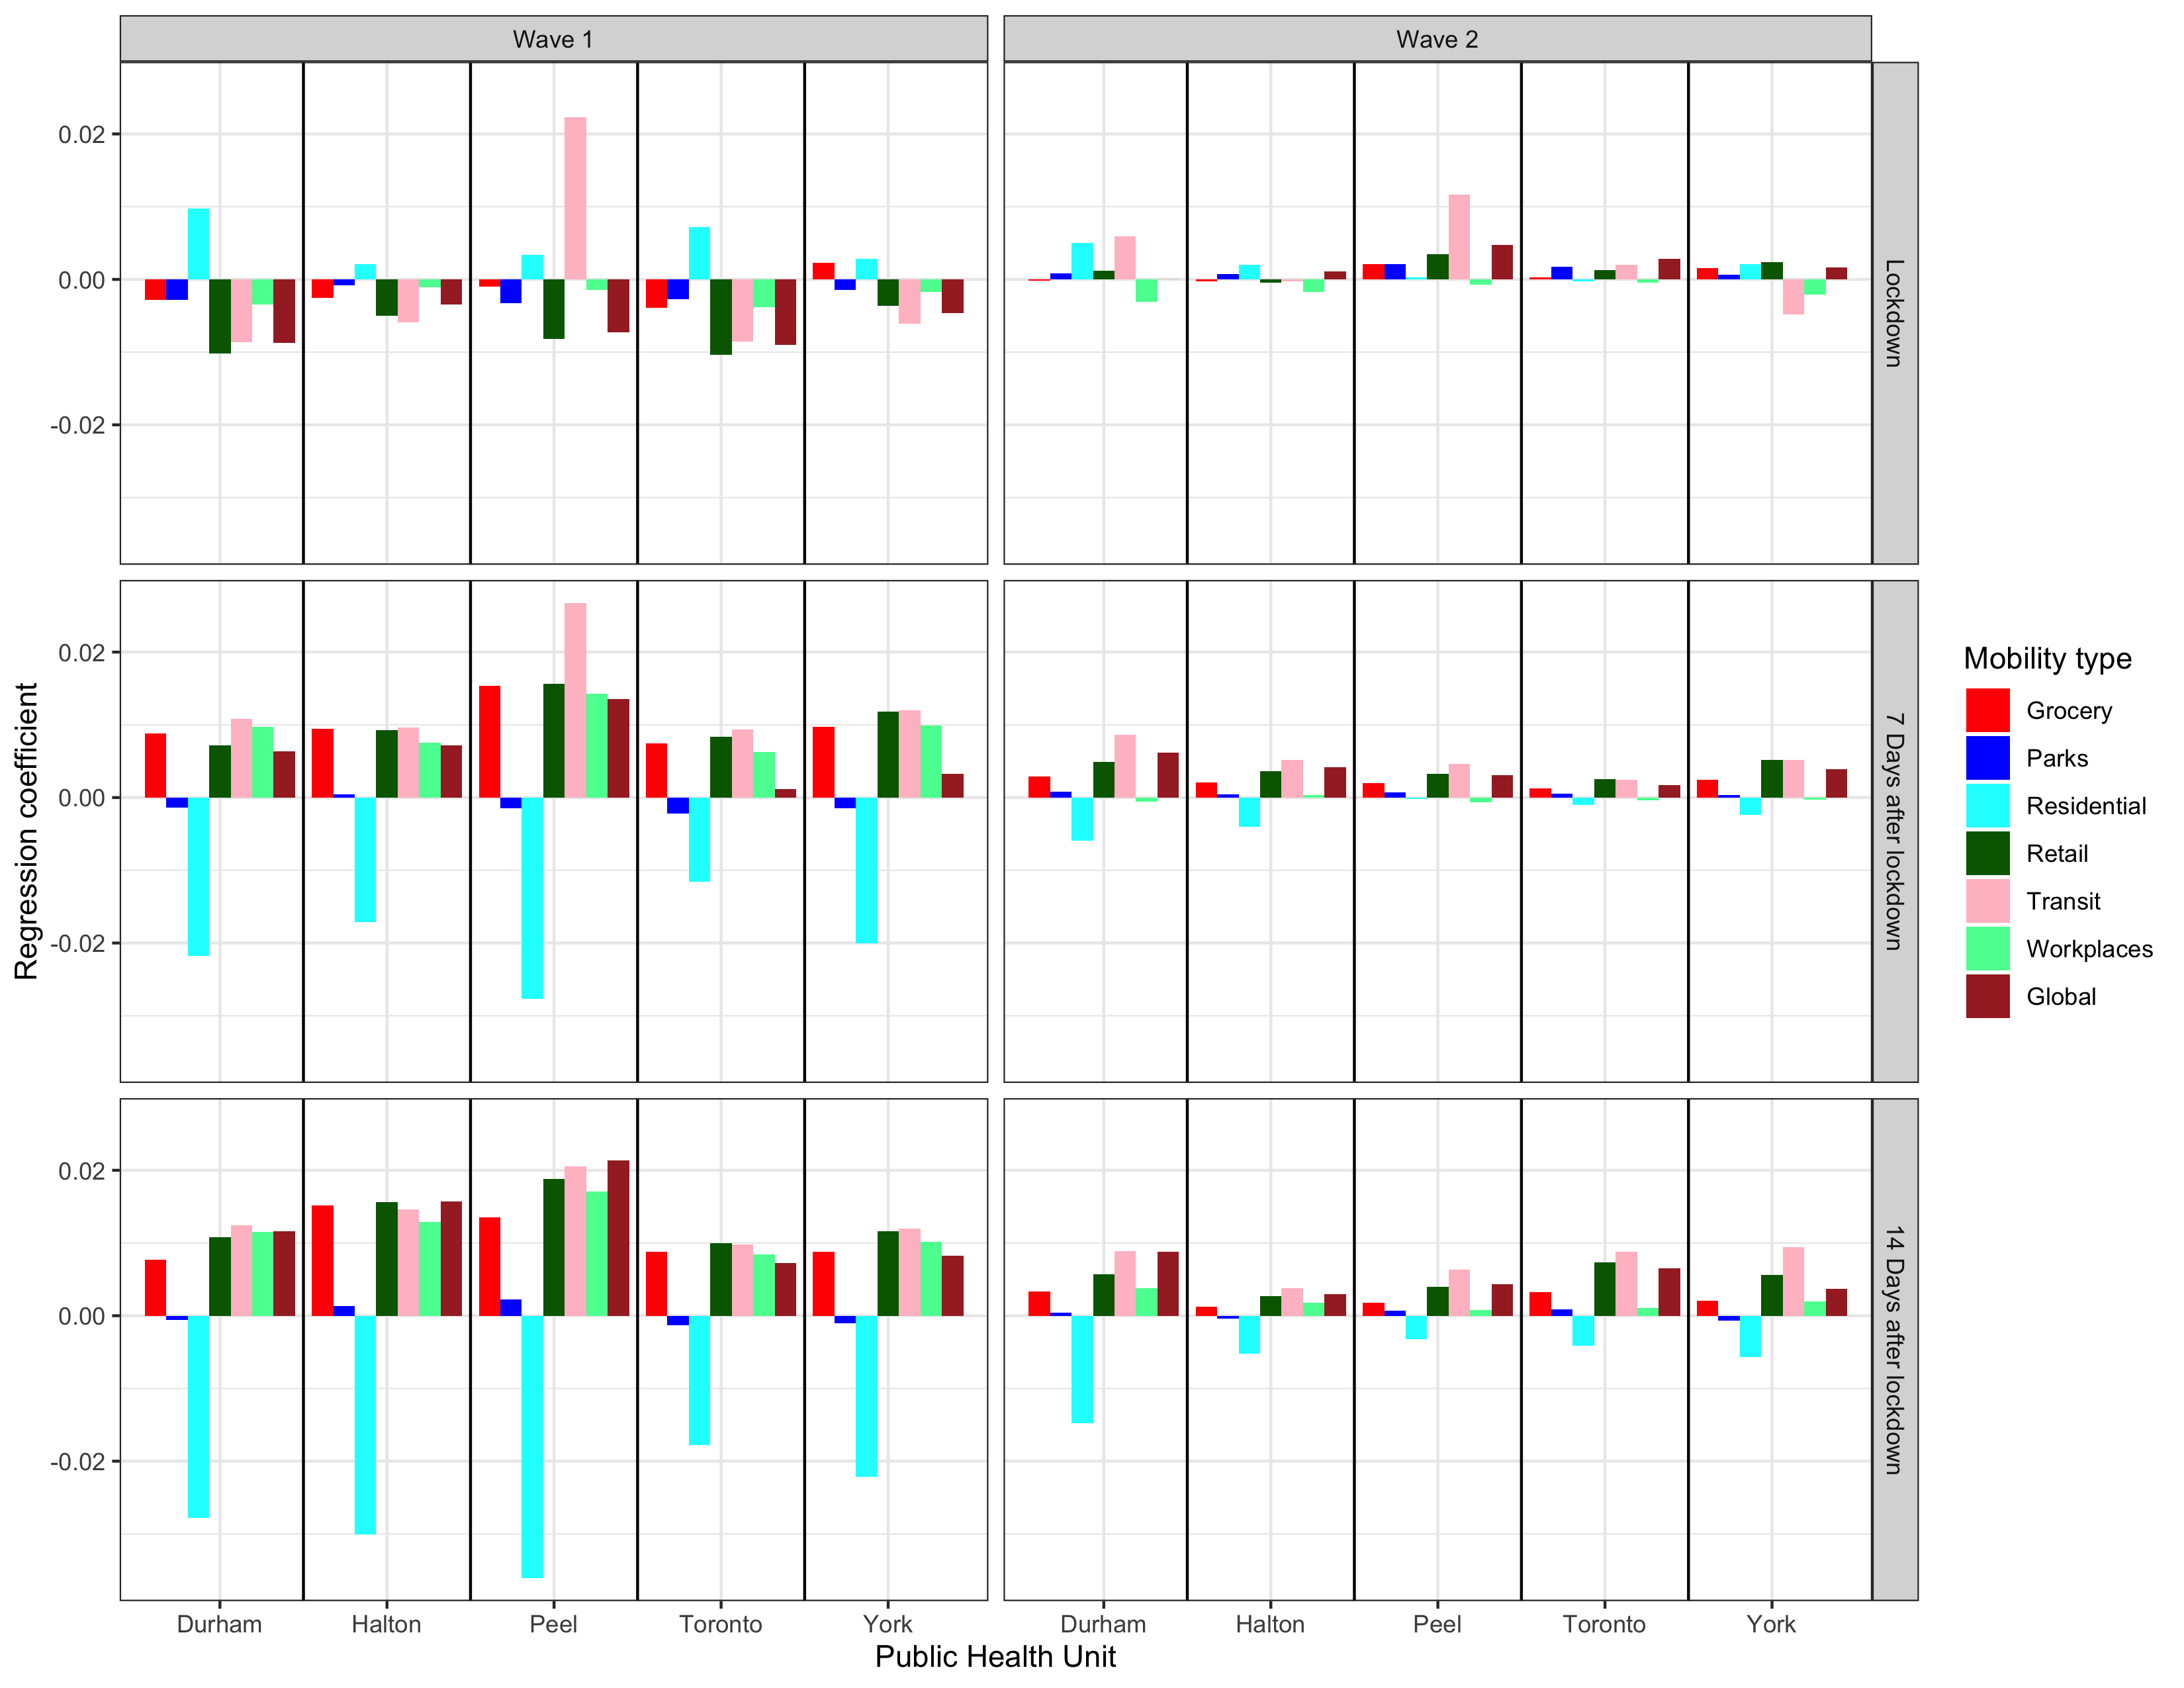 Wave 1
Wave 2
0.02
0.00
-0.02
Lockdown
0.02
0.00
-0.02
7 Days after lockdown
0.02
0.00
-0.02
14 Days after lockdown
Regression coefficient
Durham
Halton
Peel
Toronto
York
Durham
Halton
Peel
Toronto
York
Public Health Unit
Mobility type
Grocery
Parks
Residential
Retail
Transit
Workplaces
Global